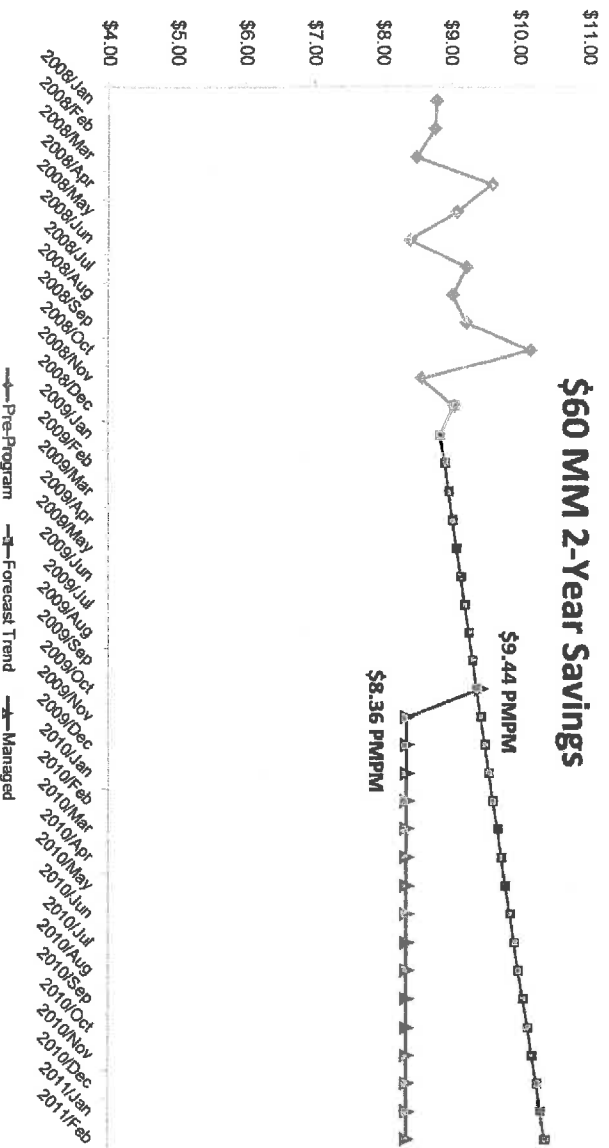 $60 MM 2-Year Savings
$11.00
$10.00
$9.00
$8.00
$7.00
$6.00
$5.00
$4.00
$9.44 PMPM
$8.36 PMPM
2008/Jan
2008/Feb
2008/Mar
2008/Apr
2008/May
2008/Jun
2008/Jul
2008/Aug
2008/Sep
2008/Oct
2008/Nov
2008/Dec
2009/Jan
2009/Feb
2009/Mar
2009/Apr
2009/May
2009/Jun
2009/Jul
2009/Aug
2009/Sep
2009/Oct
2009/Nov
2009/Dec
2010/Jan
2010/Feb
2010/Mar
2010/Apr
2010/May
2010/Jun
2010/Jul
2010/Aug
2010/Sep
2010/Oct
2010/Nov
2010/Dec
2011/Jan
2011/Feb
Pre-Program Forecast Trend Managed